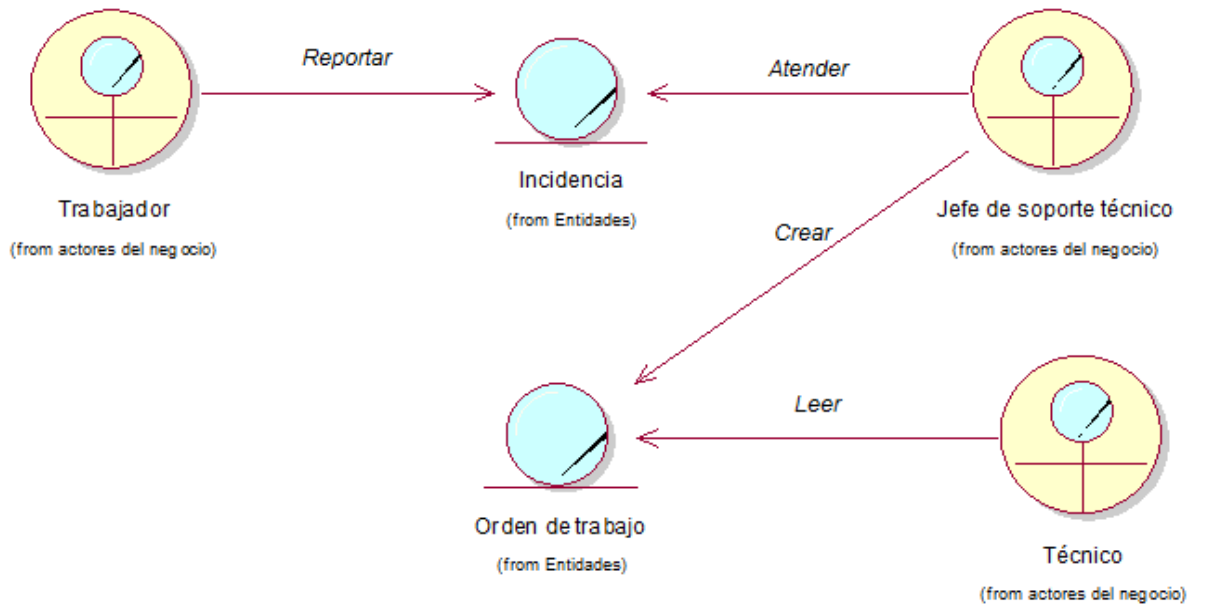 Reportar
Atender
Trabajador
(from actores del negocio)
Incidencia
(from Entidades)
Jefe de soporte técnico
(from actores del negocio)
Crear
Leer
Orden de trabajo
(from Entidades)
Técnico
(from actores del negocio)